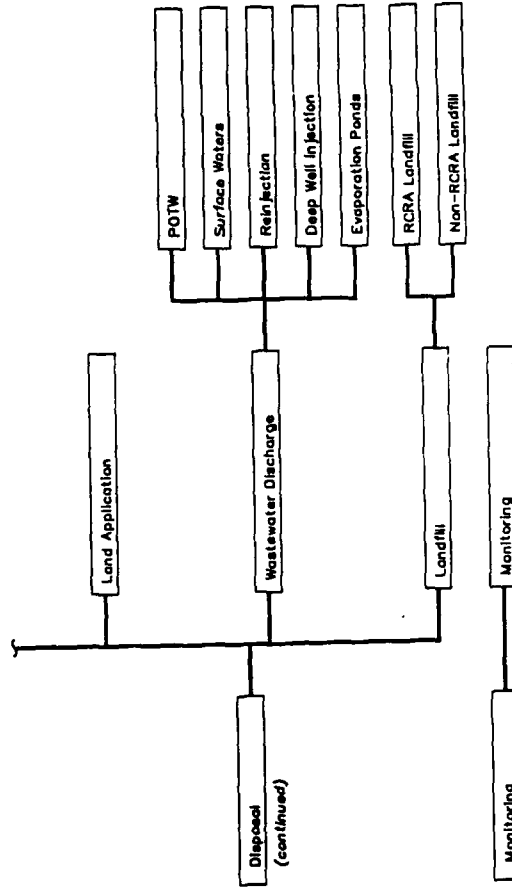 Disposal
(continued)
Land Application
Wastewater Discharge
POTW
Surface Waters
Reinjection
Deep Well Injection
Evaporation Ponds
Landfill
RCRA Landfill
Non-RCRA Landfill
Monitoring
Monitoring